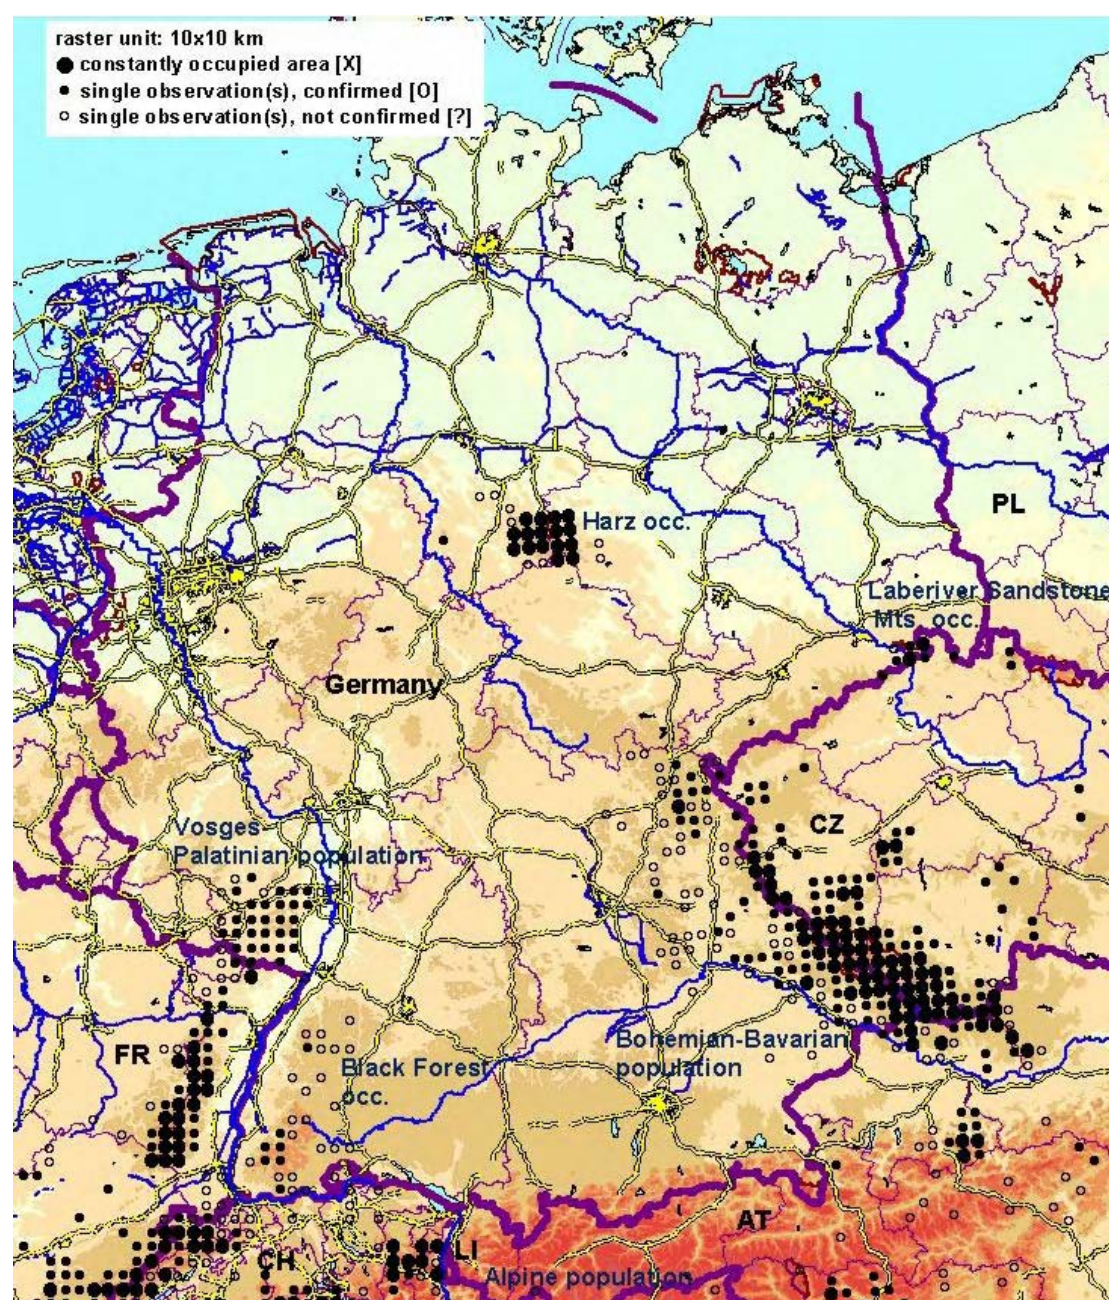 raster unit: 10x10 km
constantly occupied area [X]
single observation(s), confirmed [O]
single observation(s), not confirmed [?]
PL
Harz occ.
Laberiver Sandstone
Mts. occ.
Germany
CZ
Vosges-
Palatinian population
FR
Black Forest
occ.
Bohemian-Bavarian
population
AT
LI
CH
Alpine population